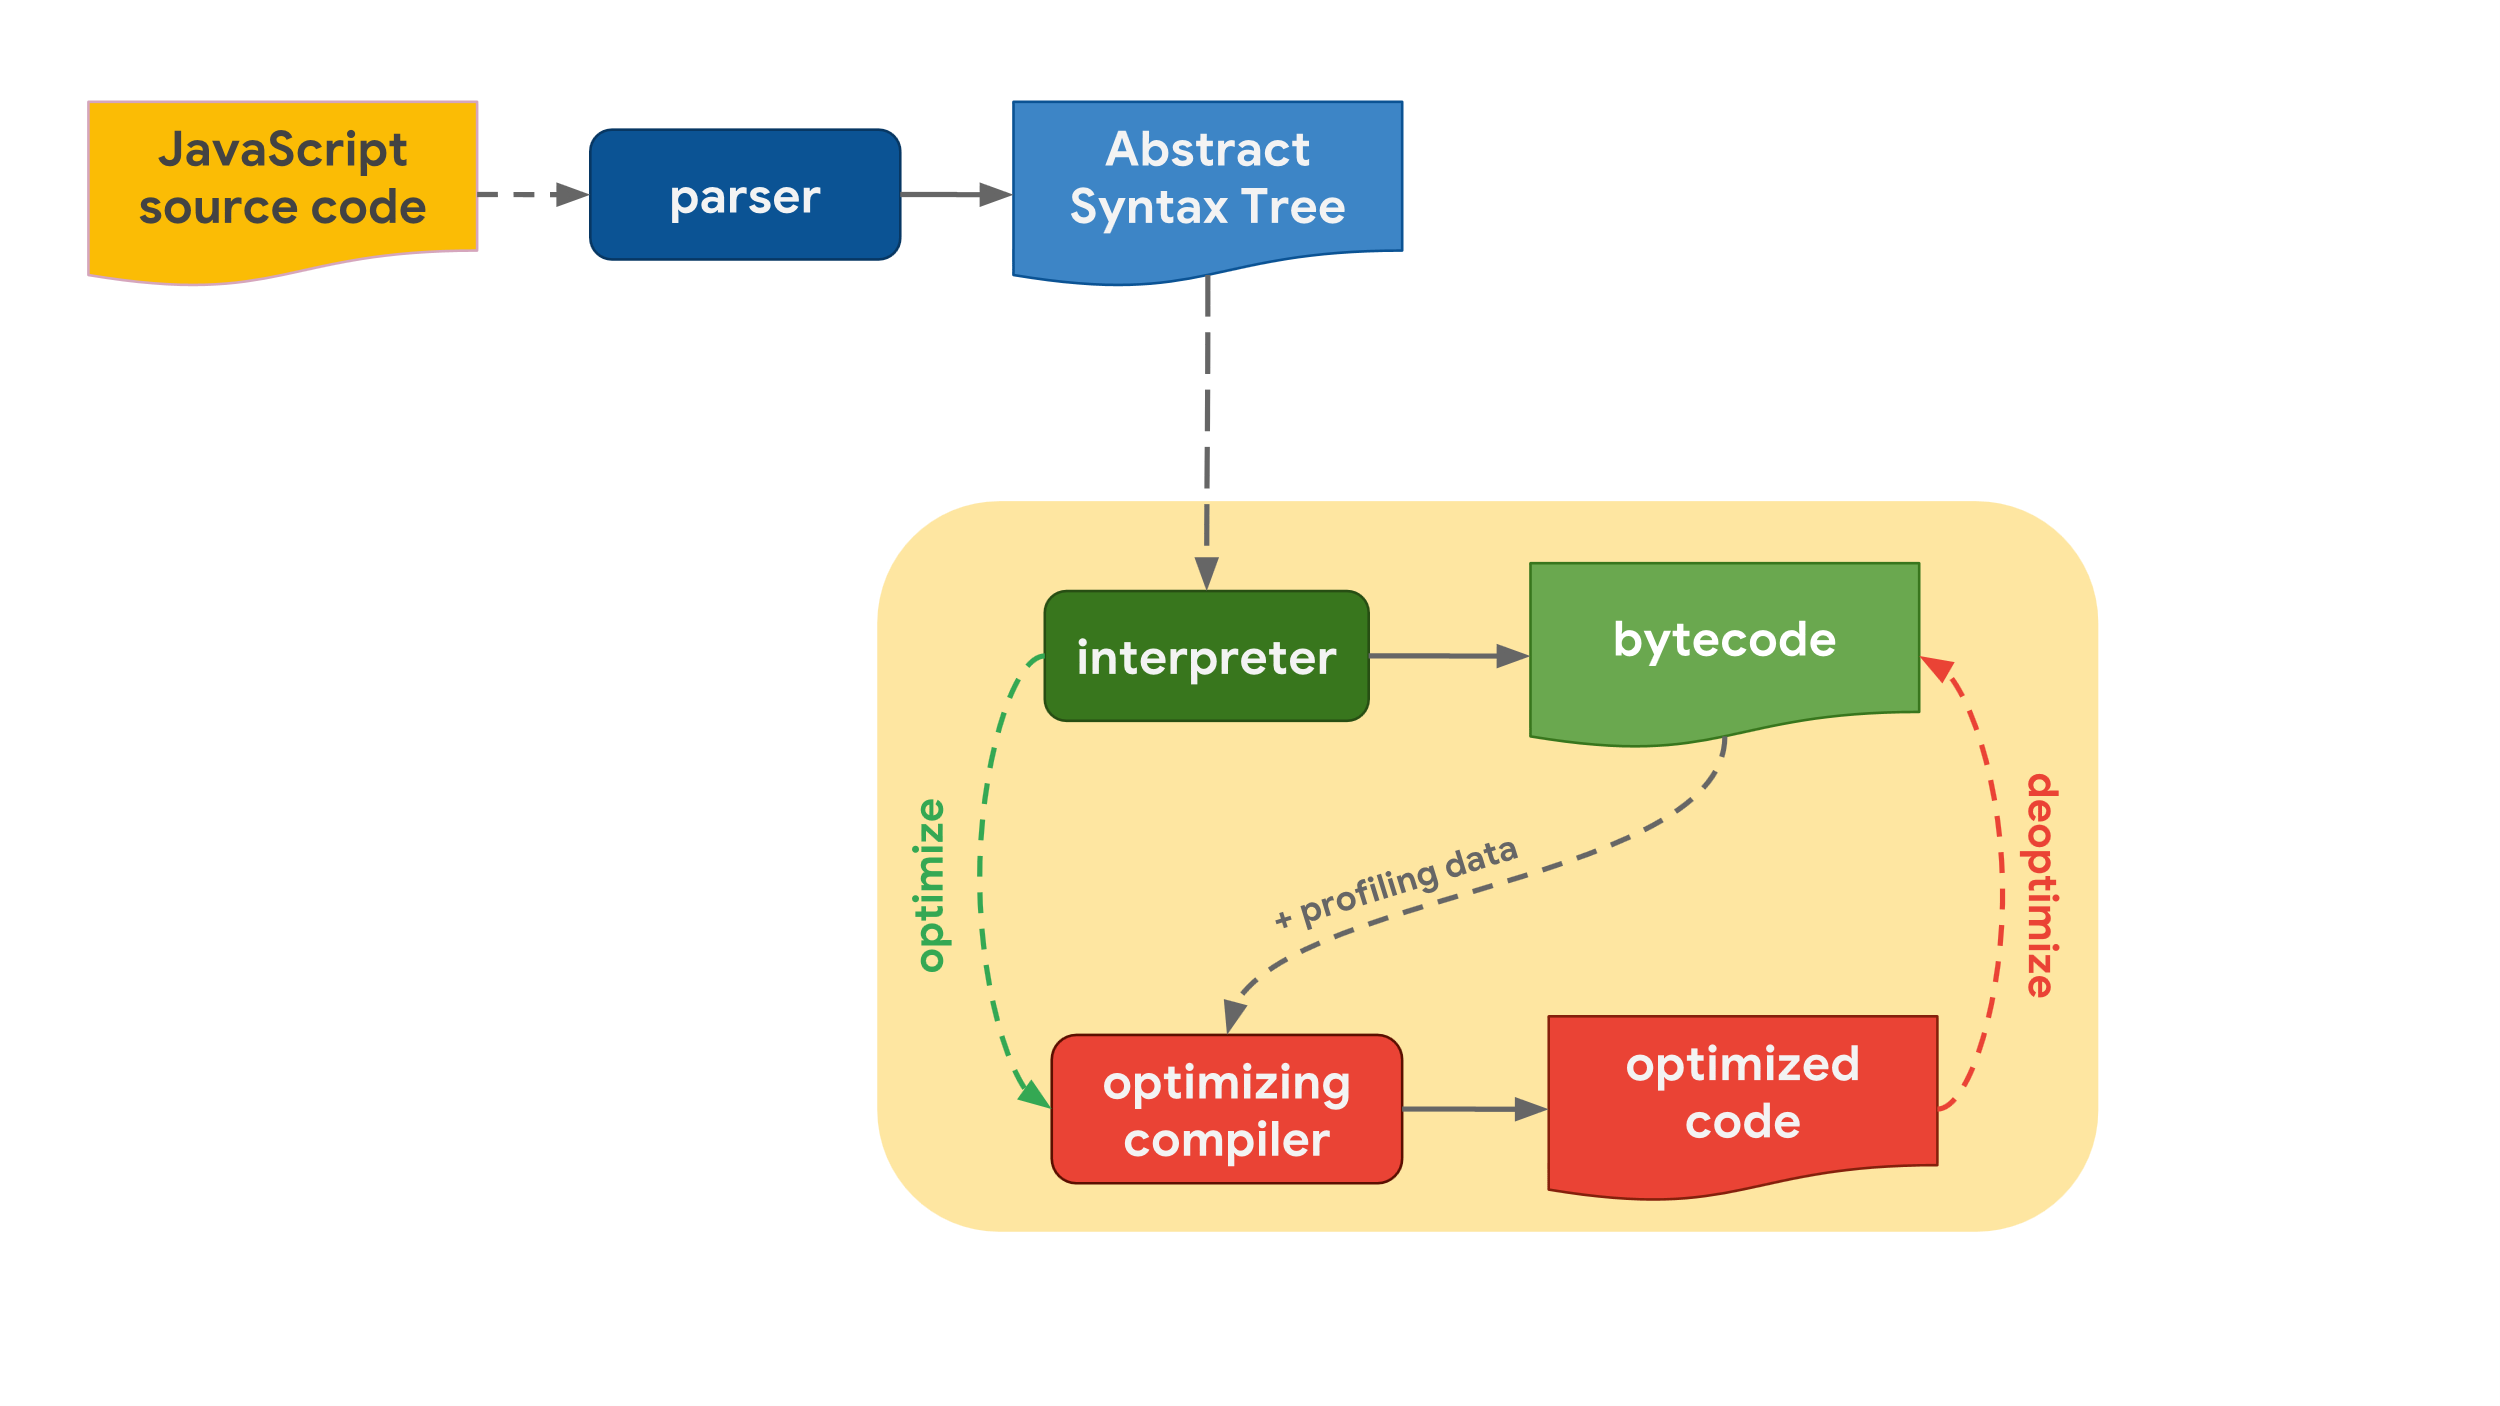 JavaScript
source code
parser
Abstract
Syntax Tree
interpreter
bytecode
optimize
+ profiling data
deoptimize
optimizing
compiler
optimized
code